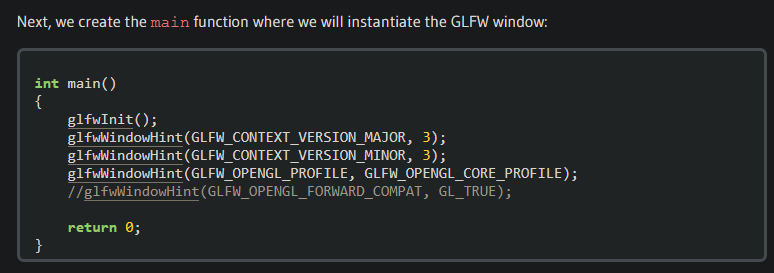 Next, we create the main function where we will instantiate the GLFW window:
int main()
{
    glfwInit();
    glfwWindowHint(GLFW_CONTEXT_VERSION_MAJOR, 3);
    glfwWindowHint(GLFW_CONTEXT_VERSION_MINOR, 3);
    glfwWindowHint(GLFW_OPENGL_PROFILE, GLFW_OPENGL_CORE_PROFILE);
    //glfwWindowHint(GLFW_OPENGL_FORWARD_COMPAT, GL_TRUE);
    return 0;
}